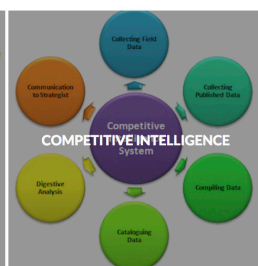 Collecting Field
Data
Communication
to Strategist
Collecting
Published Data
Competitive
COMPETITIVE INTELLIGENCE
System
Digestive
Analysis
Compiling Data
Cataloguing
Data